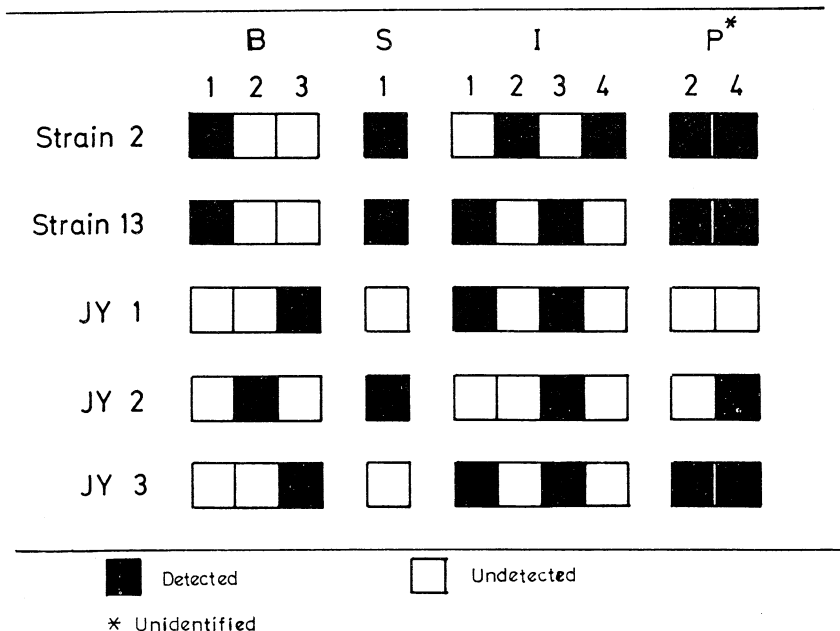 B S I P*
1 2 3 1 1 2 3 4 2 4
Strain 2
Strain 13
JY 1
JY 2
JY 3
Detected Undetected
* Unidentified